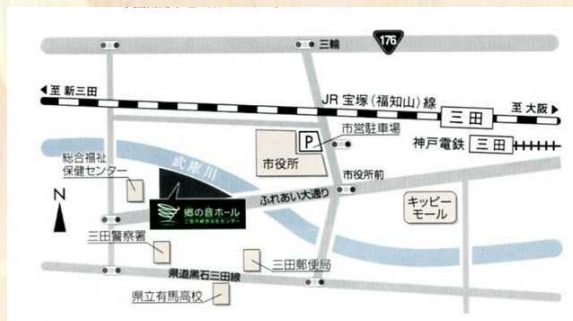 三輪
176
至 新三田
JR 宝塚(福知山)線
三田
至 大阪
神戸電鉄
三田
P
市営駐車場
市役所
総合福祉
保健センター
武庫川
市役所前
ふれあい大通り
キッピー
モール
N
郷の音ホール
三田警察署
三田郵便局
県道黒石三田線
県立有馬高校